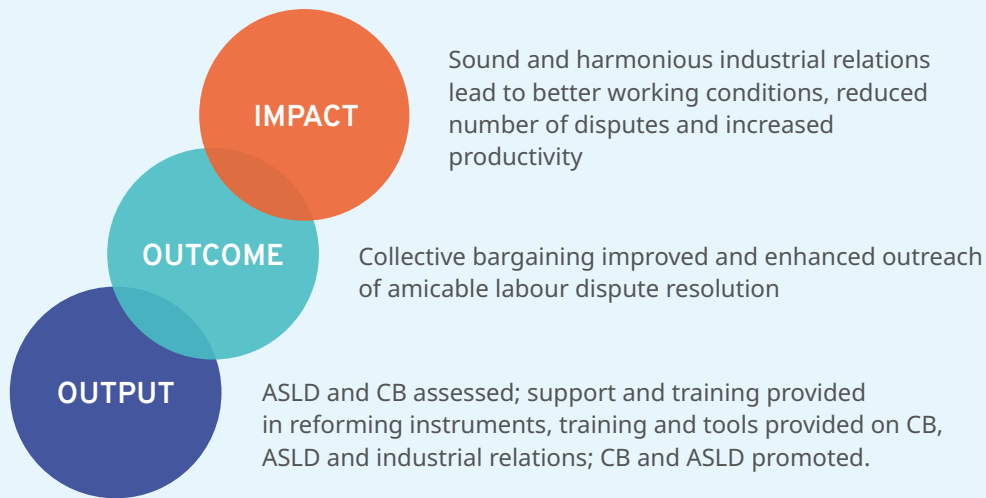 IMPACT
Sound and harmonious industrial relations
lead to better working conditions, reduced
number of disputes and increased
productivity
OUTCOME
Collective bargaining improved and enhanced outreach
of amicable labour dispute resolution
OUTPUT
ASLD and CB assessed; support and training provided
in reforming instruments, training and tools provided on CB,
ASLD and industrial relations; CB and ASLD promoted.